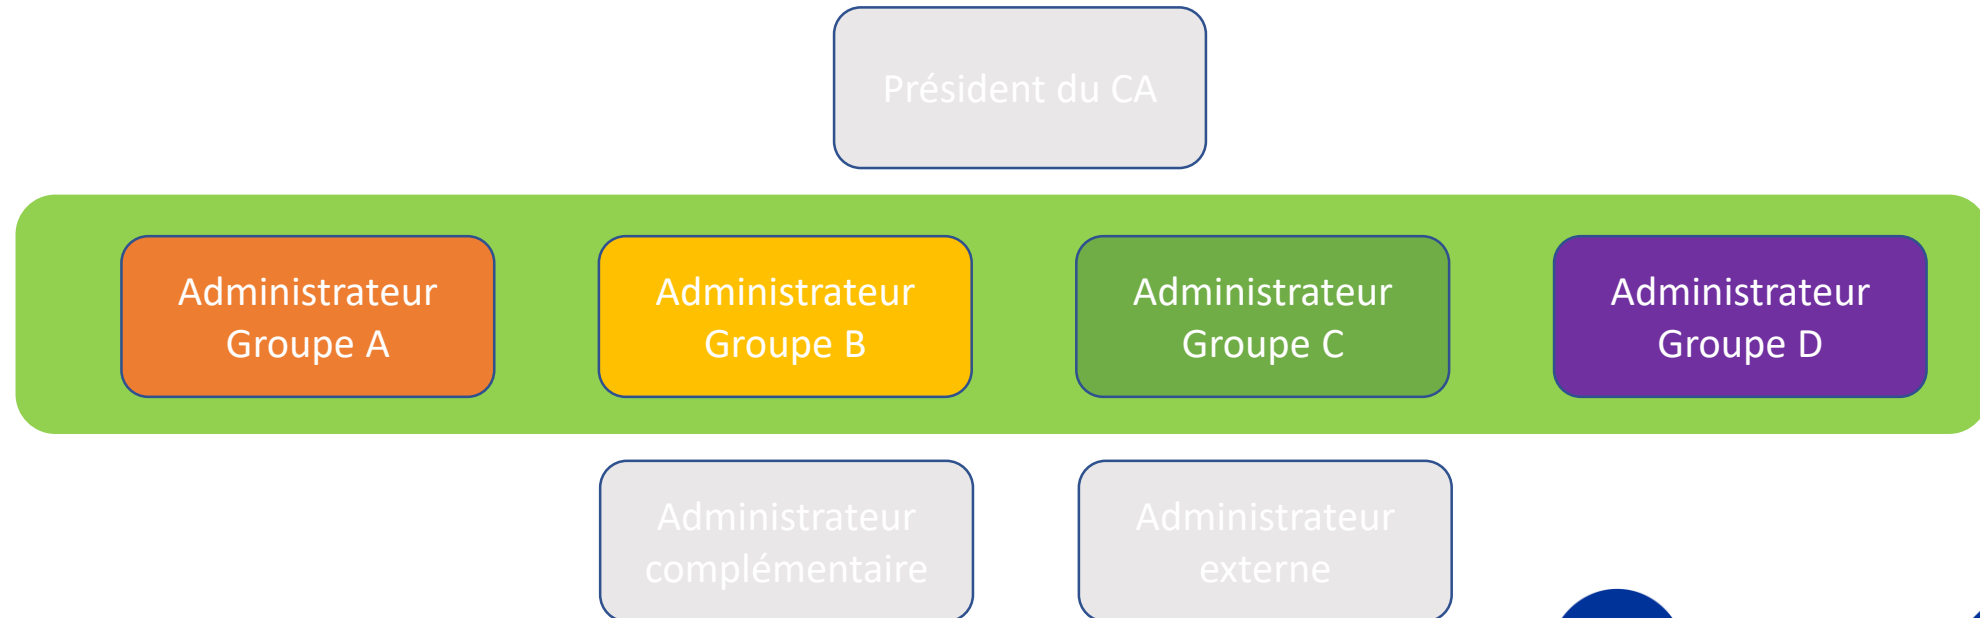 Président du CA
Administrateur
Groupe A
Administrateur
Groupe B
Administrateur
Groupe C
Administrateur
Groupe D
Administrateur
complémentaire
Administrateur
externe